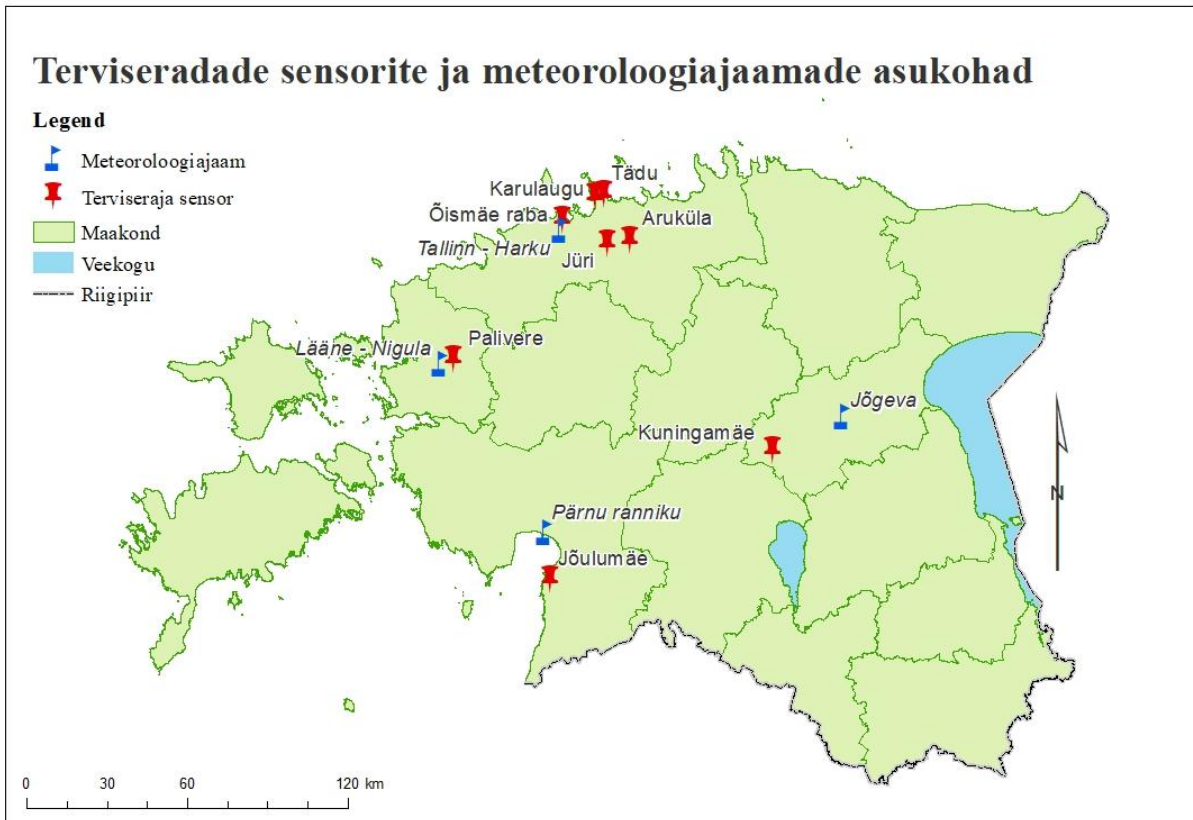 Terviseradade sensorite ja meteoroloogiajaamade asukohad
Legend
Meteoroloogiajaam
Terviseraja sensor
Maakond
Veekogu
Riigipiir
Tädu
Karulaugu
Õismäe raba
Aruküla
Tallinn - Harku
Jüri
Lääne - Nigula
Palivere
Jõgeva
Kuningamäe
Pärnu ranniku
Jõulumäe
N
0 30 60 120 km